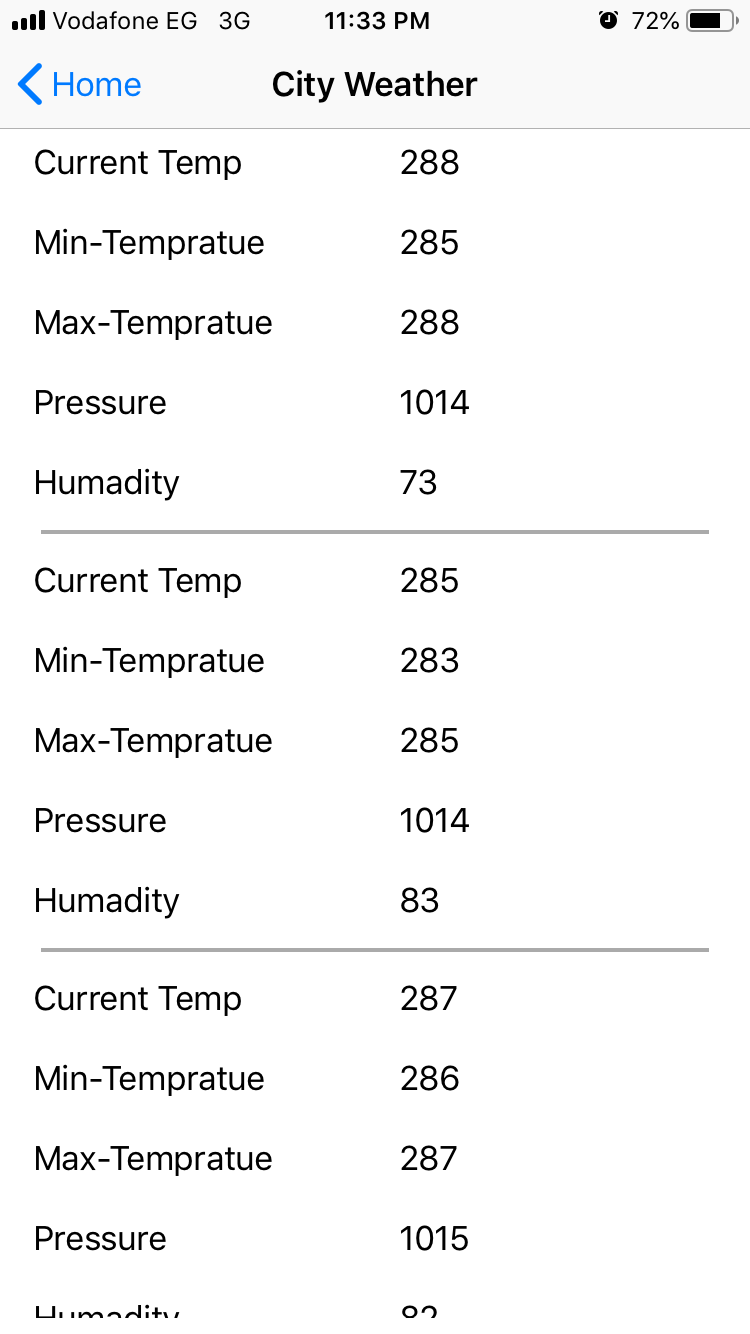 Vodafone EG 3G 11:33 PM 72%
Home City Weather
Current Temp 288
Min-Tempratue 285
Max-Tempratue 288
Pressure 1014
Humadity 73
Current Temp 285
Min-Tempratue 283
Max-Tempratue 285
Pressure 1014
Humadity 83
Current Temp 287
Min-Tempratue 286
Max-Tempratue 287
Pressure 1015
Humadity 82